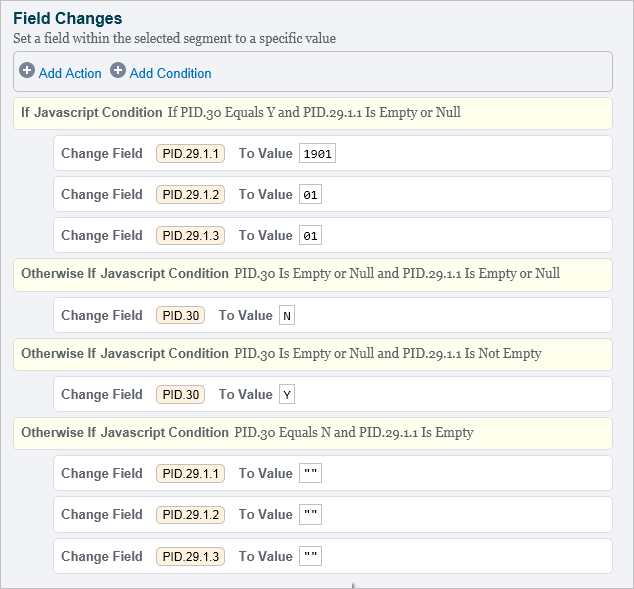 Field Changes
Set a field within the selected segment to a specific value
Add Action Add Condition
If Javascript Condition If PID.30 Equals Y and PID.29.1.1 Is Empty or Null
Change Field PID.29.1.1 To Value 1901
Change Field PID.29.1.2 To Value 01
Change Field PID.29.1.3 To Value 01
Otherwise If Javascript Condition PID.30 Is Empty or Null and PID.29.1.1 Is Empty or Null
Change Field PID.30 To Value N
Otherwise If Javascript Condition PID.30 Is Empty or Null and PID.29.1.1 Is Not Empty
Change Field PID.30 To Value Y
Otherwise If Javascript Condition PID.30 Equals N and PID.29.1.1 Is Empty
Change Field PID.29.1.1 To Value ""
Change Field PID.29.1.2 To Value ""
Change Field PID.29.1.3 To Value ""